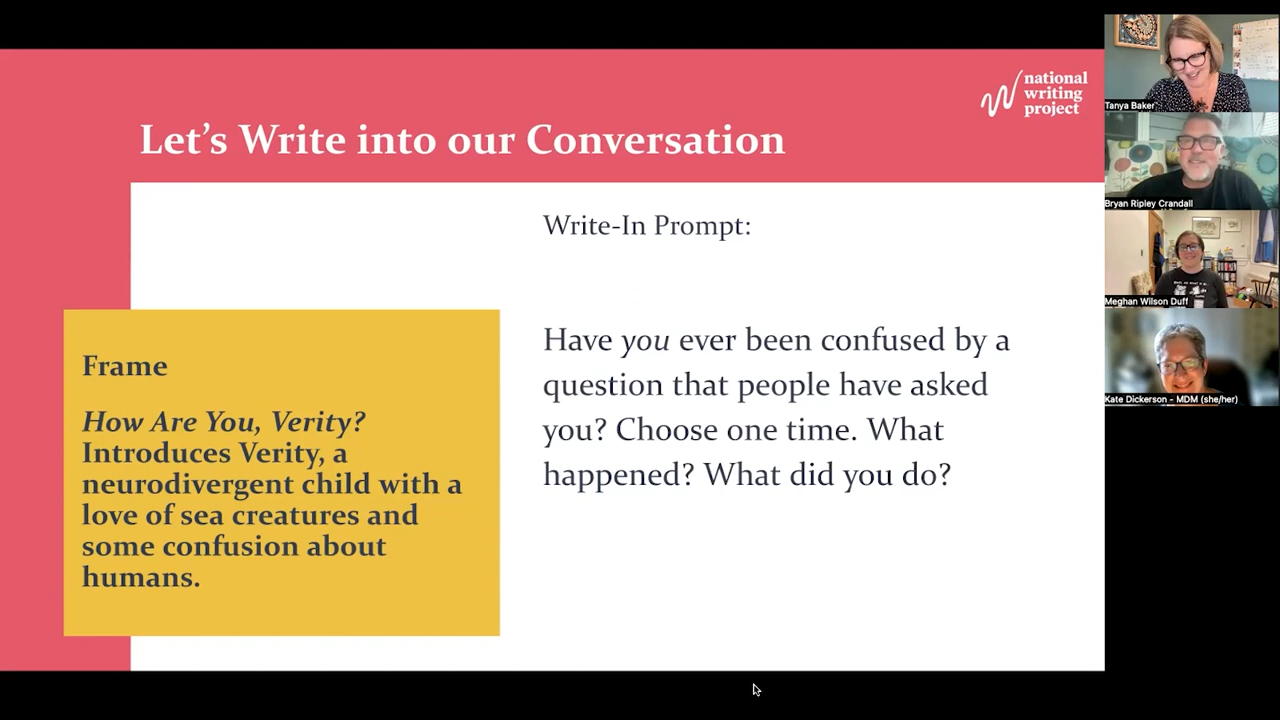 national
writing
project
Let's Write into our Conversation
Write-In Prompt:
Frame
How Are You, Verity?
Introduces Verity, a
neurodivergent child with a
love of sea creatures and
some confusion about
humans.
Have you ever been confused by a
question that people have asked
you? Choose one time. What
happened? What did you do?
Tanya Baker
Bryan Ripley Crandall
Meghan Wilson Duff
Kate Dickerson - MDM (she/her)